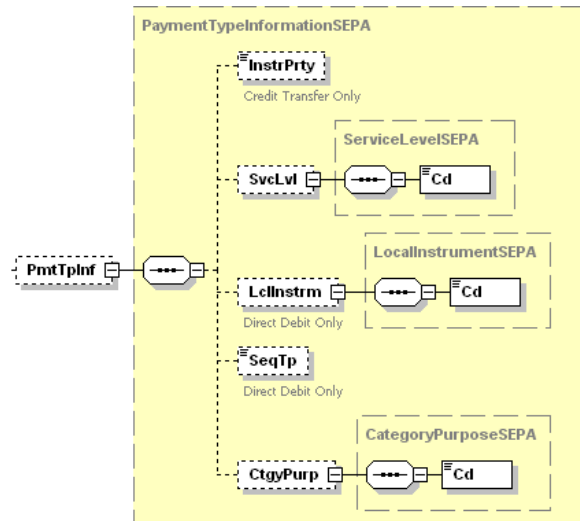 PaymentTypeInformationSEPA
InstrPrty
Credit Transfer Only
ServiceLevelSEPA
SvcLvl
Cd
PmtTpInf
LocalInstrumentSEPA
LclInstrm
Cd
Direct Debit Only
SeqTp
Direct Debit Only
CategoryPurposeSEPA
CtgyPurp
Cd